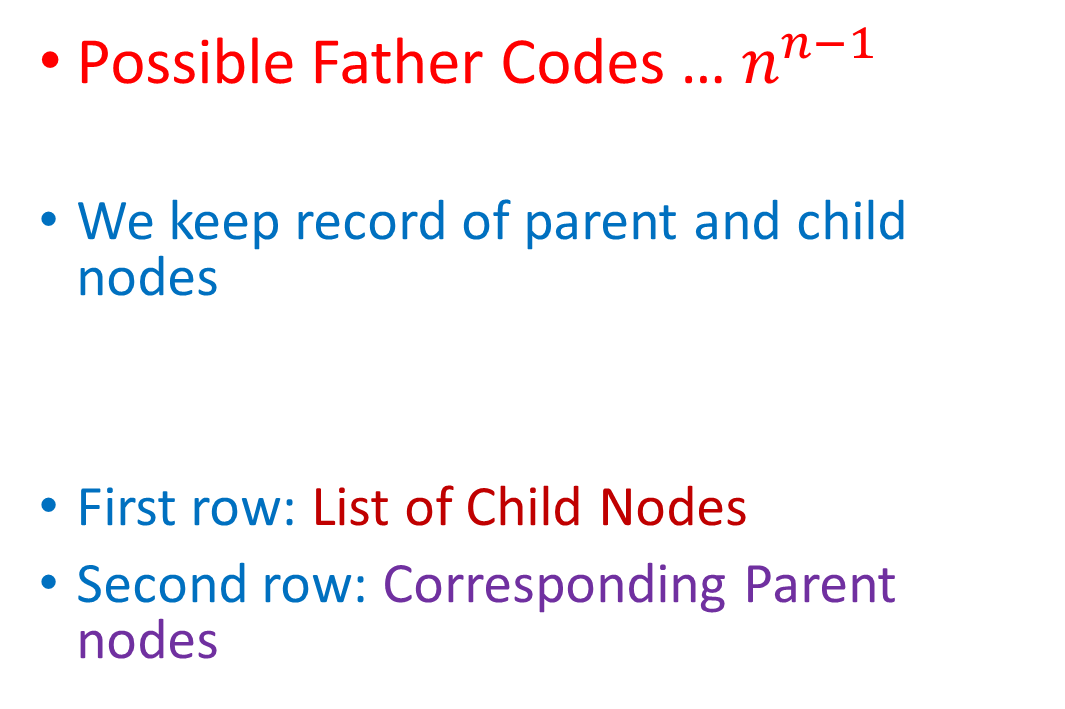 • Possible Father Codes … n^{n−1}
• We keep record of parent and child
nodes
• First row: List of Child Nodes
• Second row: Corresponding Parent
nodes